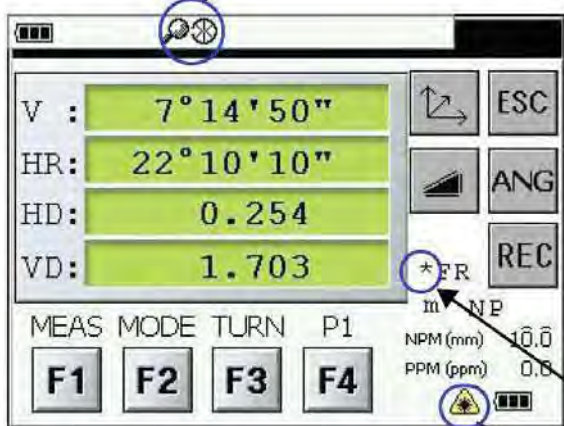 V : 7°14'50"
HR: 22°10'10"
HD: 0.254
VD: 1.703
ESC
ANG
REC
*FR
m NP
NPM (mm) 10.0
PPM (ppm) 0.0
MEAS MODE TURN P1
F1 F2 F3 F4